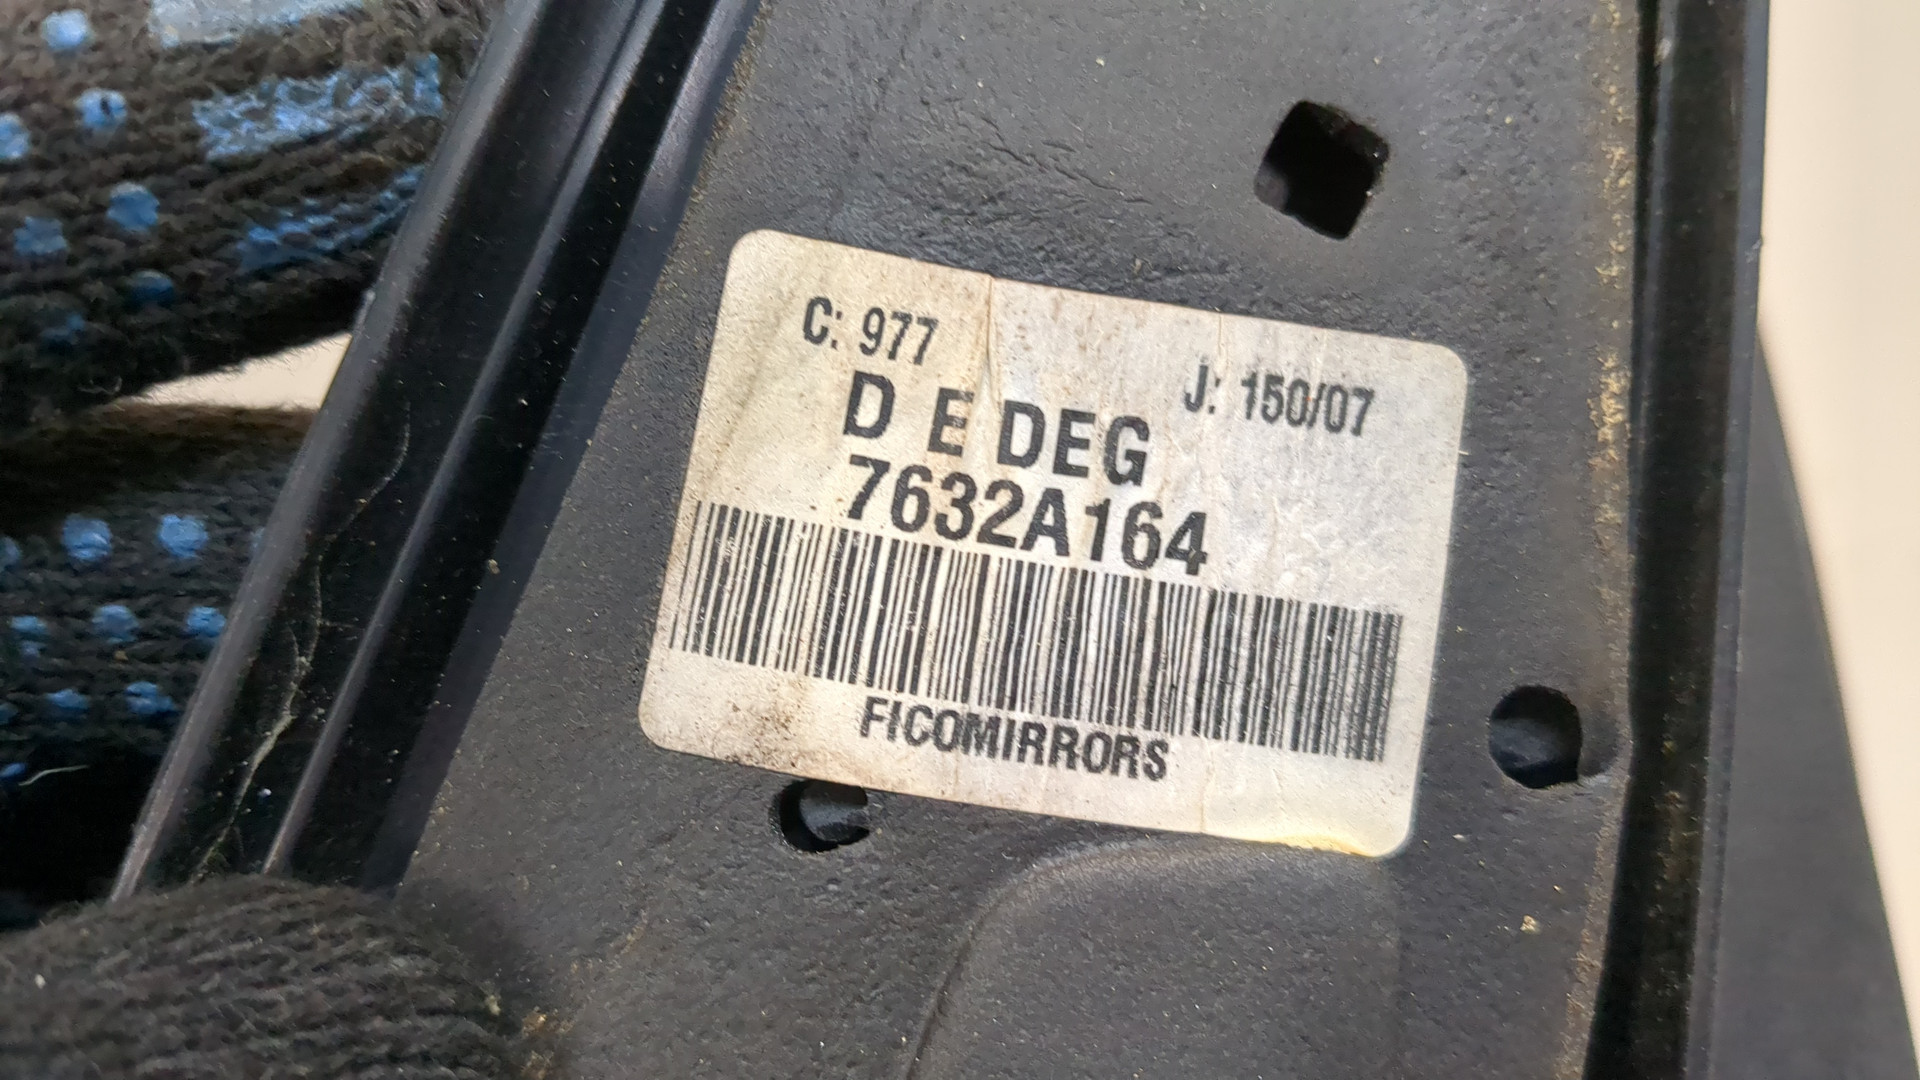 C: 977 J: 150/07
D E DEG
7632A164
FICOMIRRORS